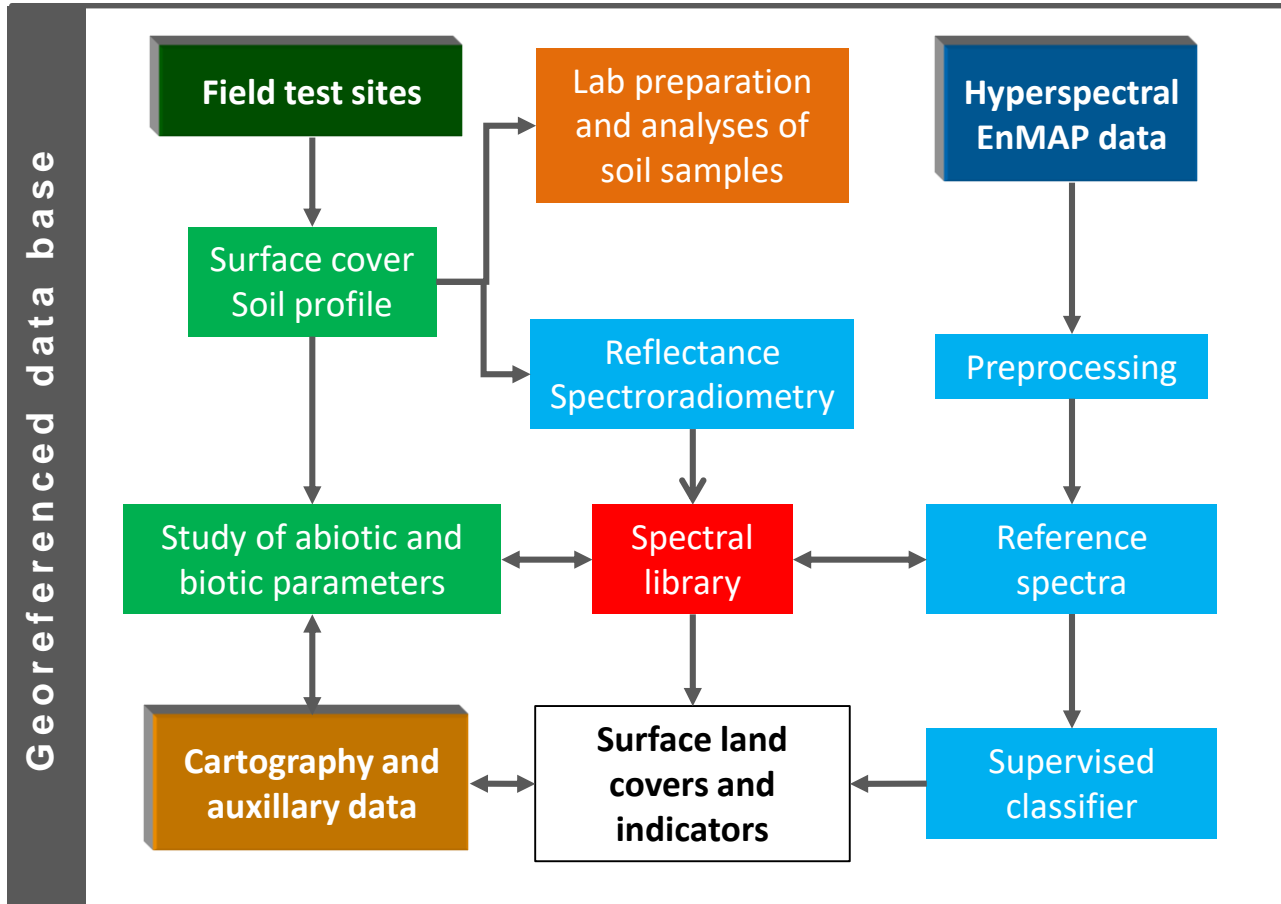 Georeferenced data base
Field test sites
Lab preparation
and analyses of
soil samples
Hyperspectral
EnMAP data
Surface cover
Soil profile
Reflectance
Spectroradiometry
Preprocessing
Study of abiotic and
biotic parameters
Spectral
library
Reference
spectra
Cartography and
auxillary data
Surface land
covers and
indicators
Supervised
classifier